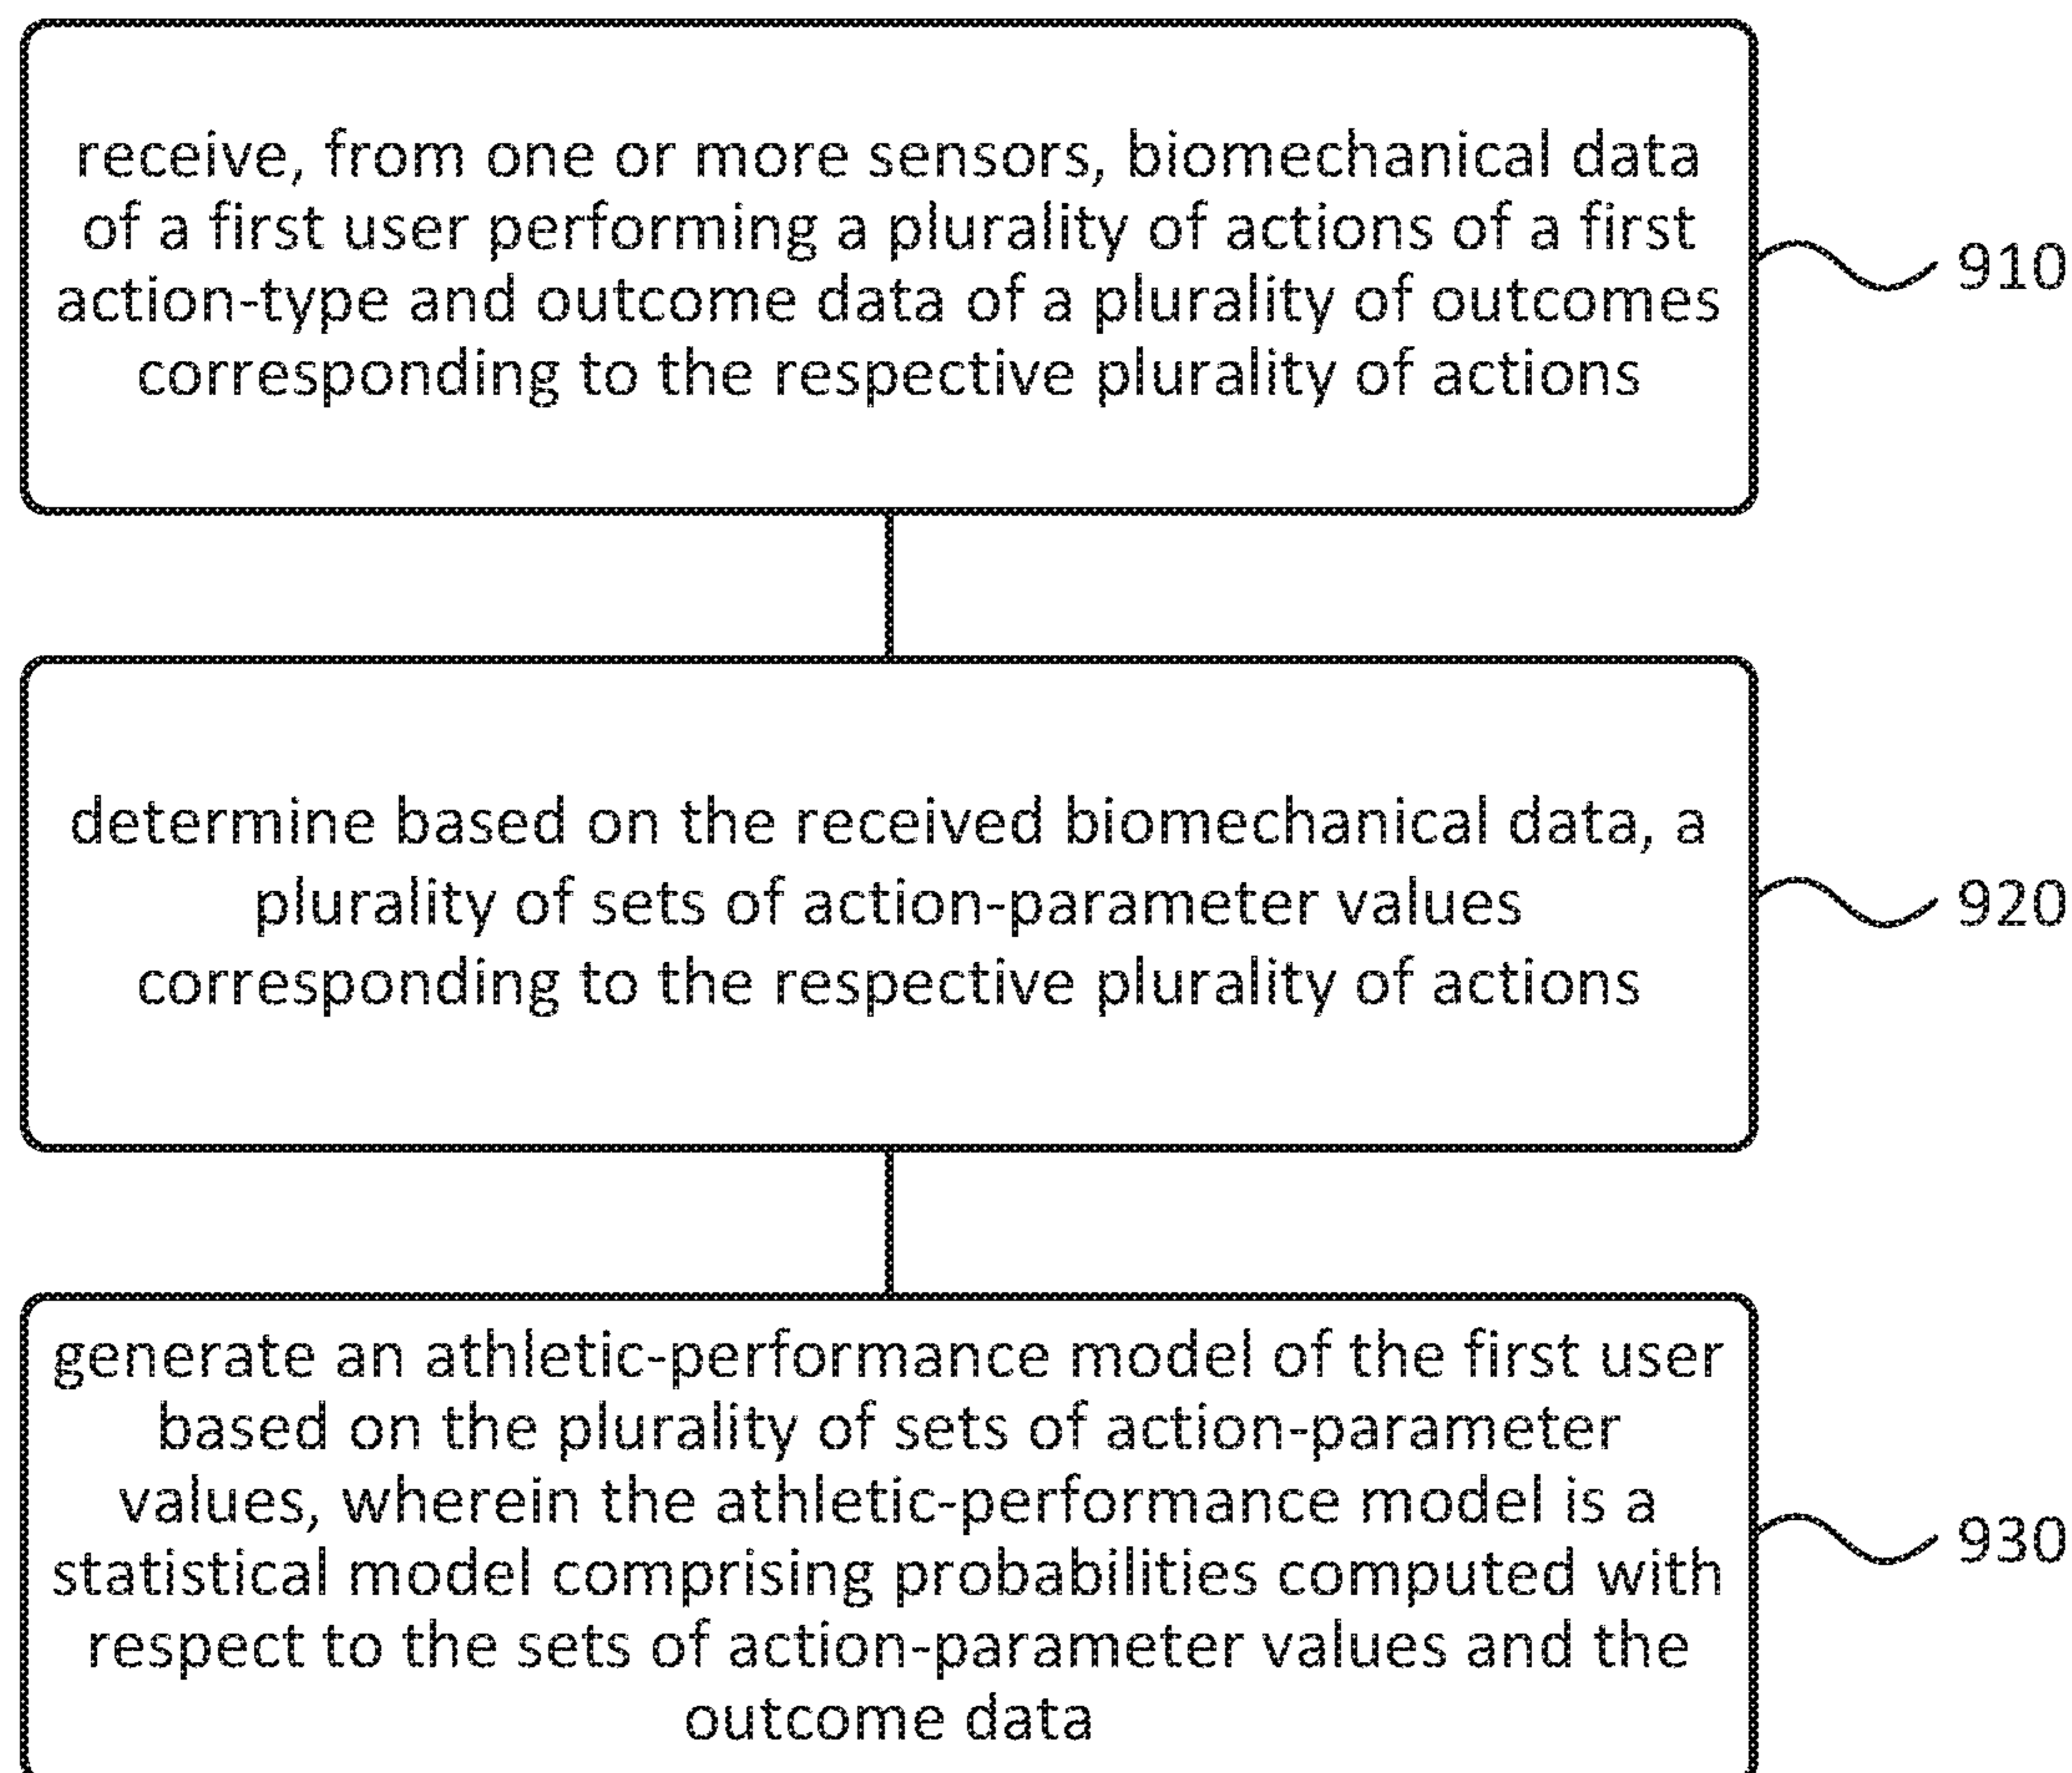 receive, from one or more sensors, biomechanical data
of a first user performing a plurality of actions of a first
action-type and outcome data of a plurality of outcomes
corresponding to the respective plurality of actions
910
determine based on the received biomechanical data, a
plurality of sets of action-parameter values
corresponding to the respective plurality of actions
920
generate an athletic-performance model of the first user
based on the plurality of sets of action-parameter
values, wherein the athletic-performance model is a
statistical model comprising probabilities computed with
respect to the sets of action-parameter values and the
outcome data
930